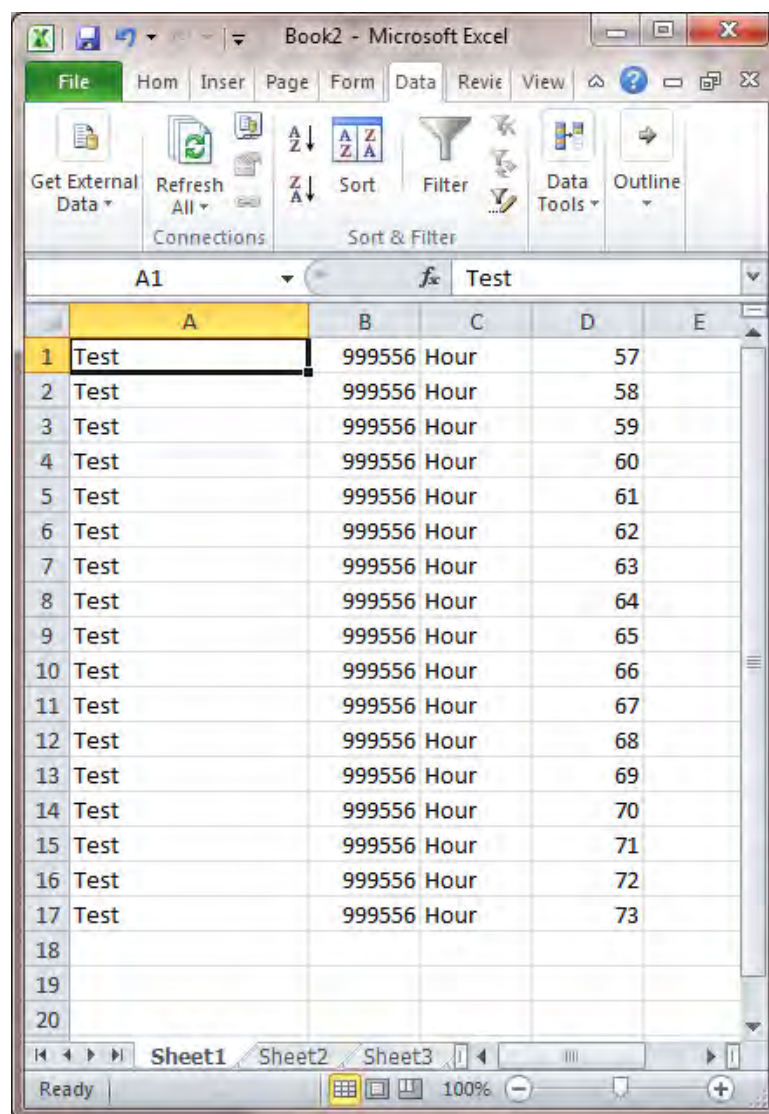 Book2 - Microsoft Excel
File Hom Inser Page Form Data Revie View
Get External Data
Refresh All
Sort
Filter
Data Tools
Outline
Connections
Sort & Filter
A1 fx Test
A B C D E
1 Test 999556 Hour 57
2 Test 999556 Hour 58
3 Test 999556 Hour 59
4 Test 999556 Hour 60
5 Test 999556 Hour 61
6 Test 999556 Hour 62
7 Test 999556 Hour 63
8 Test 999556 Hour 64
9 Test 999556 Hour 65
10 Test 999556 Hour 66
11 Test 999556 Hour 67
12 Test 999556 Hour 68
13 Test 999556 Hour 69
14 Test 999556 Hour 70
15 Test 999556 Hour 71
16 Test 999556 Hour 72
17 Test 999556 Hour 73
18
19
20
Sheet1 Sheet2 Sheet3
Ready 100%